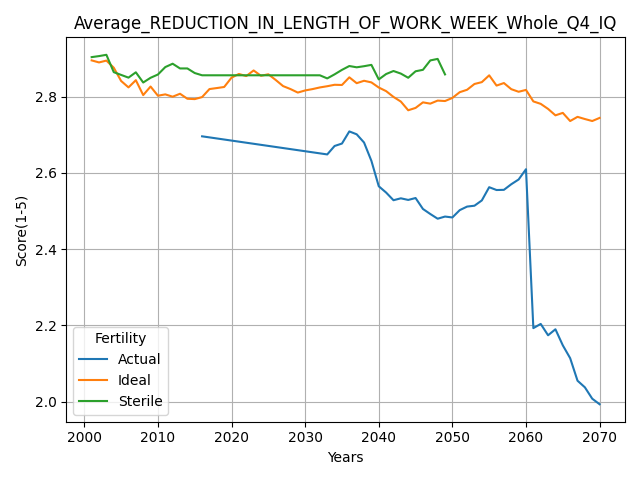 Average_REDUCTION_IN_LENGTH_OF_WORK_WEEK_Whole_Q4_IQ
Score(1-5)
2.8
2.6
2.4
2.2
2.0
Fertility
Actual
Ideal
Sterile
2000 2010 2020 2030 2040 2050 2060 2070
Years